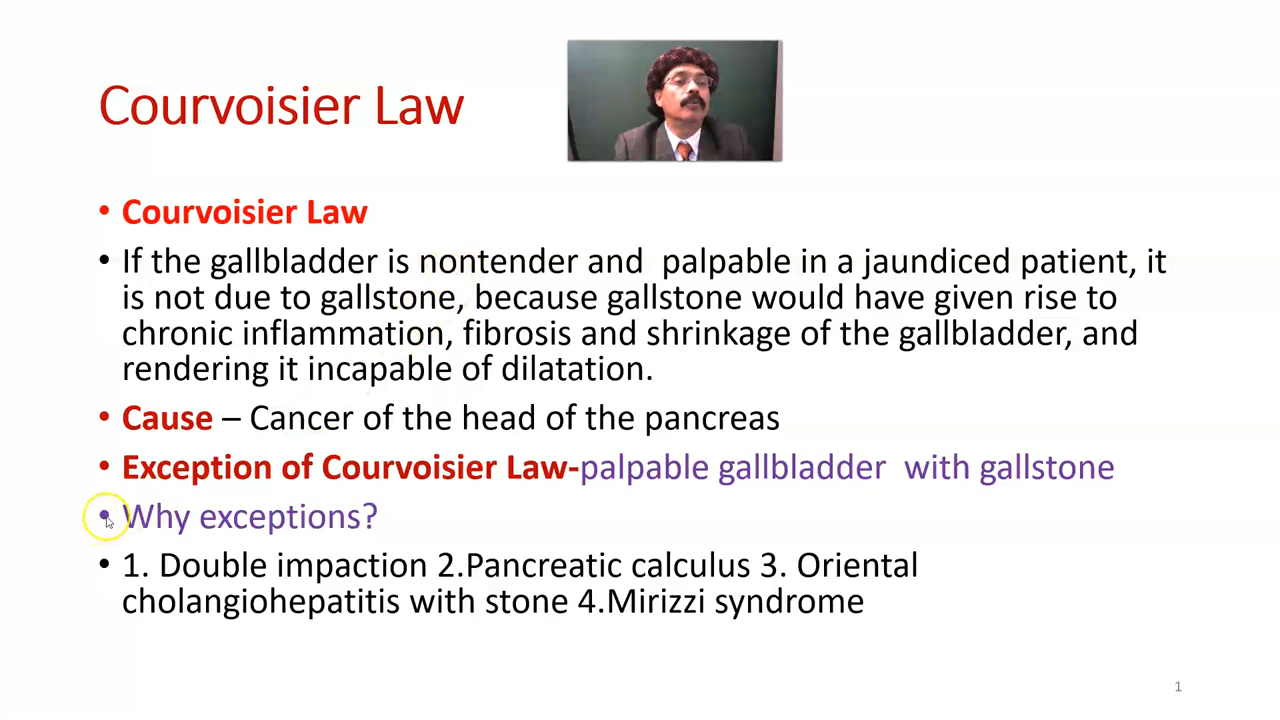 Courvoisier Law
• Courvoisier Law
• If the gallbladder is nontender and palpable in a jaundiced patient, it
is not due to gallstone, because gallstone would have given rise to
chronic inflammation, fibrosis and shrinkage of the gallbladder, and
rendering it incapable of dilatation.
• Cause – Cancer of the head of the pancreas
• Exception of Courvoisier Law-palpable gallbladder with gallstone
• Why exceptions?
• 1. Double impaction 2.Pancreatic calculus 3. Oriental
cholangiohepatitis with stone 4.Mirizzi syndrome
1